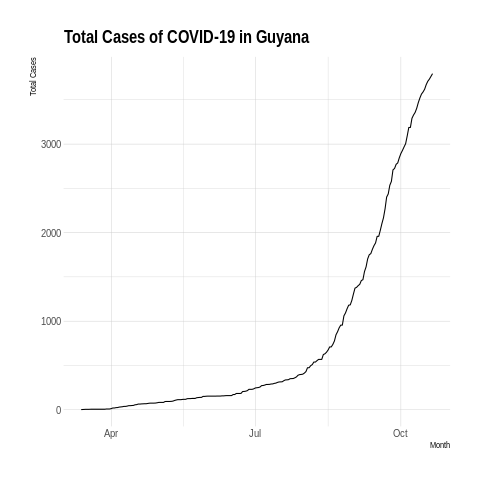 Total Cases of COVID-19 in Guyana
Total Cases
3000
2000
1000
0
Apr Jul Oct
Month